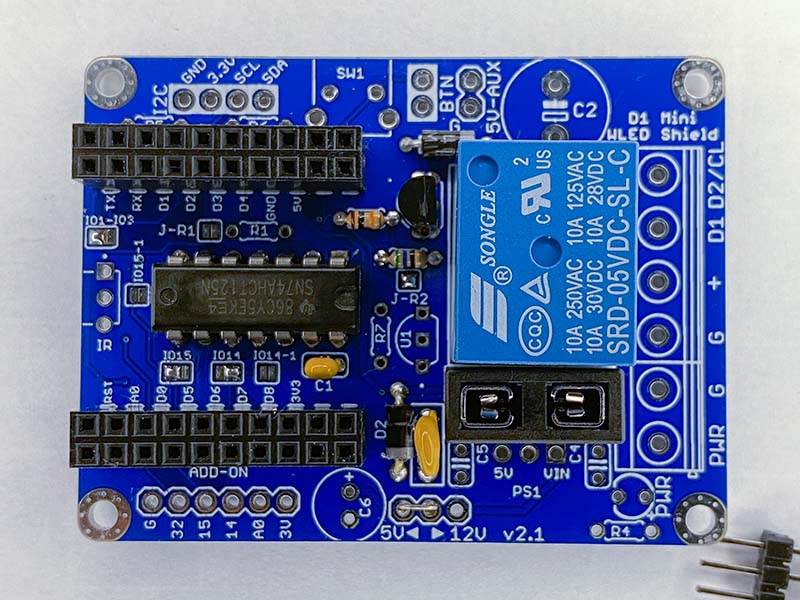 GND
3.3V
SCL
SDA
I2C
SW1
BTN
5V-AUX
G
C2
D1 Mini
WLED Shield
TX
RX
D1
D2
D3
D4
GND
5V
IO1-IO3
J-R1
R1
IO15-1
86CY5EKE4
SN74AHCT125N
IR
J-R2
R7
U1
SONGLE
®
2
C
US
CQC
10A 250VAC 10A 125VAC
10A 30VDC 10A 28VDC
SRD-05VDC-SL-C
D1 D2/CL
+
G
G
PWR
IO15
IO14
IO14-1
C1
RST
A0
D0
D5
D6
D7
D8
3V3
ADD-ON
D2
C5
C4
5V
VIN
PS1
+
C6
PWR
R4
G
32
15
14
A0
3V
5V
12V
v2.1